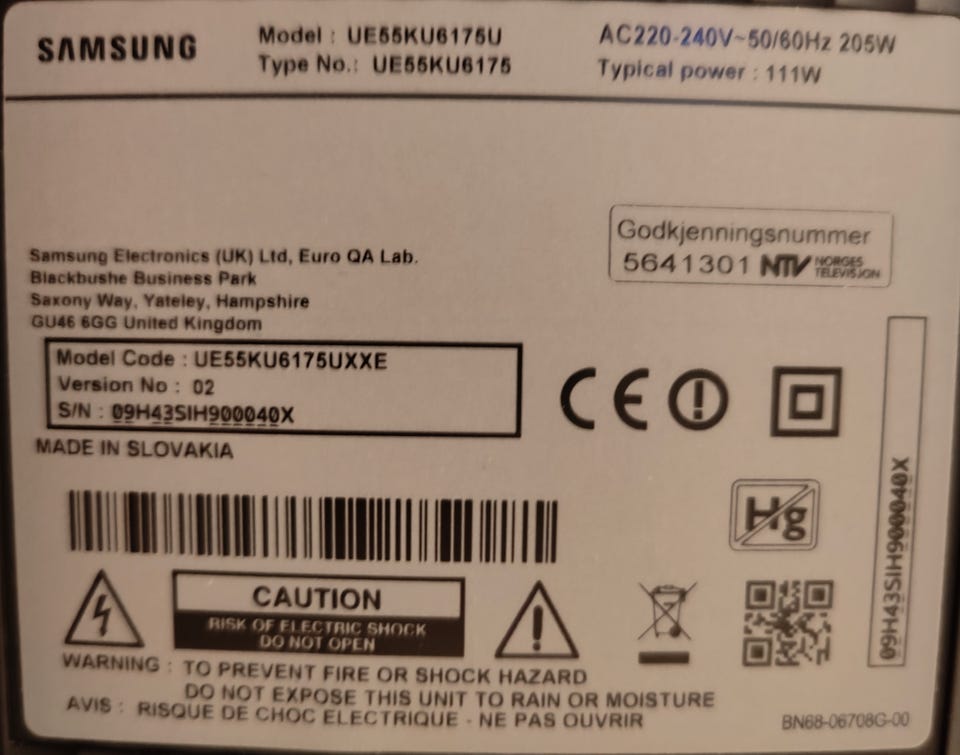 SAMSUNG
Model : UE55KU6175U
Type No.: UE55KU6175
AC220-240V~50/60Hz 205W
Typical power : 111W
Godkjenningsnummer
5641301 NTV NORGES TELEVISJON
Samsung Electronics (UK) Ltd, Euro QA Lab.
Blackbushe Business Park
Saxony Way, Yateley, Hampshire
GU46 6GG United Kingdom
Model Code : UE55KU6175UXXE
Version No : 02
S/N : 09H43SIH900040X
MADE IN SLOVAKIA
CE
Hg
09H43SIH900040X
CAUTION
RISK OF ELECTRIC SHOCK
DO NOT OPEN
WARNING : TO PREVENT FIRE OR SHOCK HAZARD
DO NOT EXPOSE THIS UNIT TO RAIN OR MOISTURE
AVIS : RISQUE DE CHOC ELECTRIQUE - NE PAS OUVRIR
BN68-06708G-00